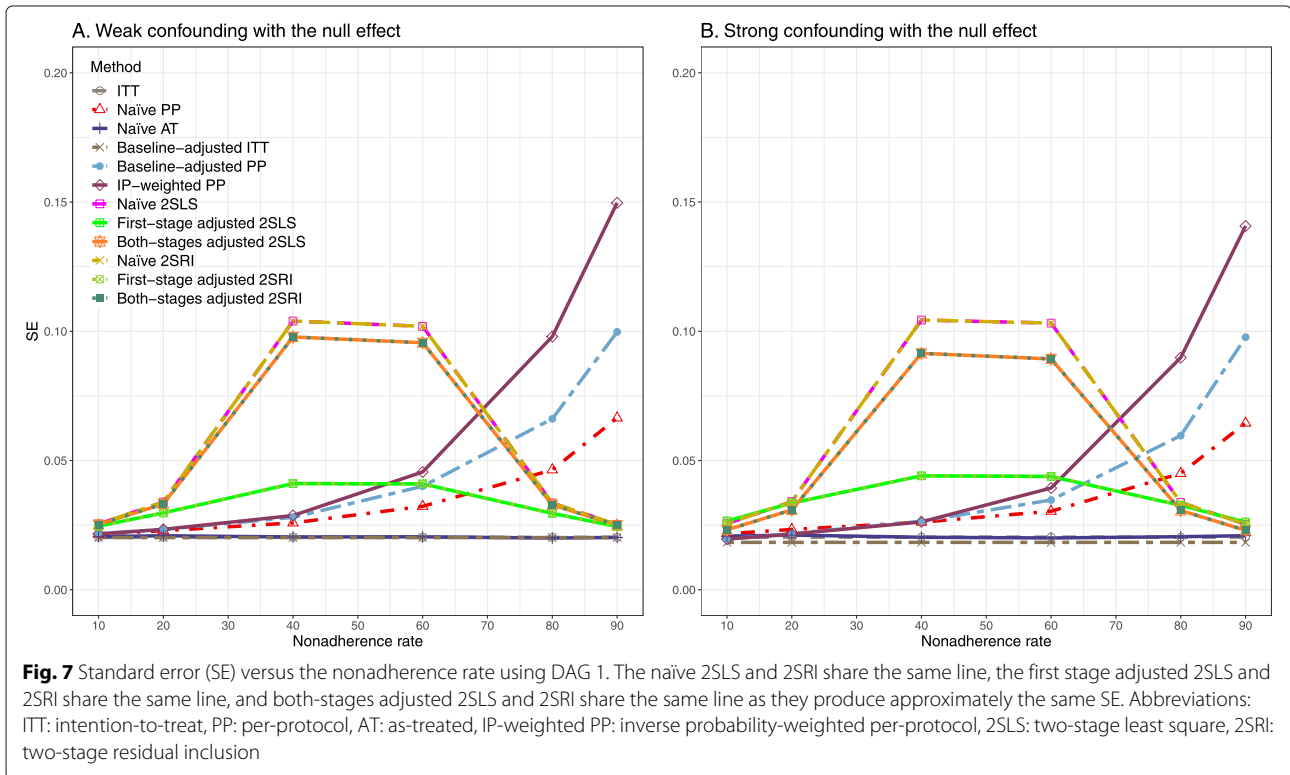 A. Weak confounding with the null effect
Method
ITT
Naïve PP
Naïve AT
Baseline−adjusted ITT
Baseline−adjusted PP
IP−weighted PP
Naïve 2SLS
First−stage adjusted 2SLS
Both−stages adjusted 2SLS
Naïve 2SRI
First−stage adjusted 2SRI
Both−stages adjusted 2SRI
SE
0.20
0.15
0.10
0.05
0.00
10 20 30 40 50 60 70 80 90
Nonadherence rate
B. Strong confounding with the null effect
0.20
0.15
0.10
0.05
0.00
10 20 30 40 50 60 70 80 90
Nonadherence rate
Fig. 7 Standard error (SE) versus the nonadherence rate using DAG 1. The naïve 2SLS and 2SRI share the same line, the first stage adjusted 2SLS and
2SRI share the same line, and both-stages adjusted 2SLS and 2SRI share the same line as they produce approximately the same SE. Abbreviations:
ITT: intention-to-treat, PP: per-protocol, AT: as-treated, IP-weighted PP: inverse probability-weighted per-protocol, 2SLS: two-stage least square, 2SRI:
two-stage residual inclusion